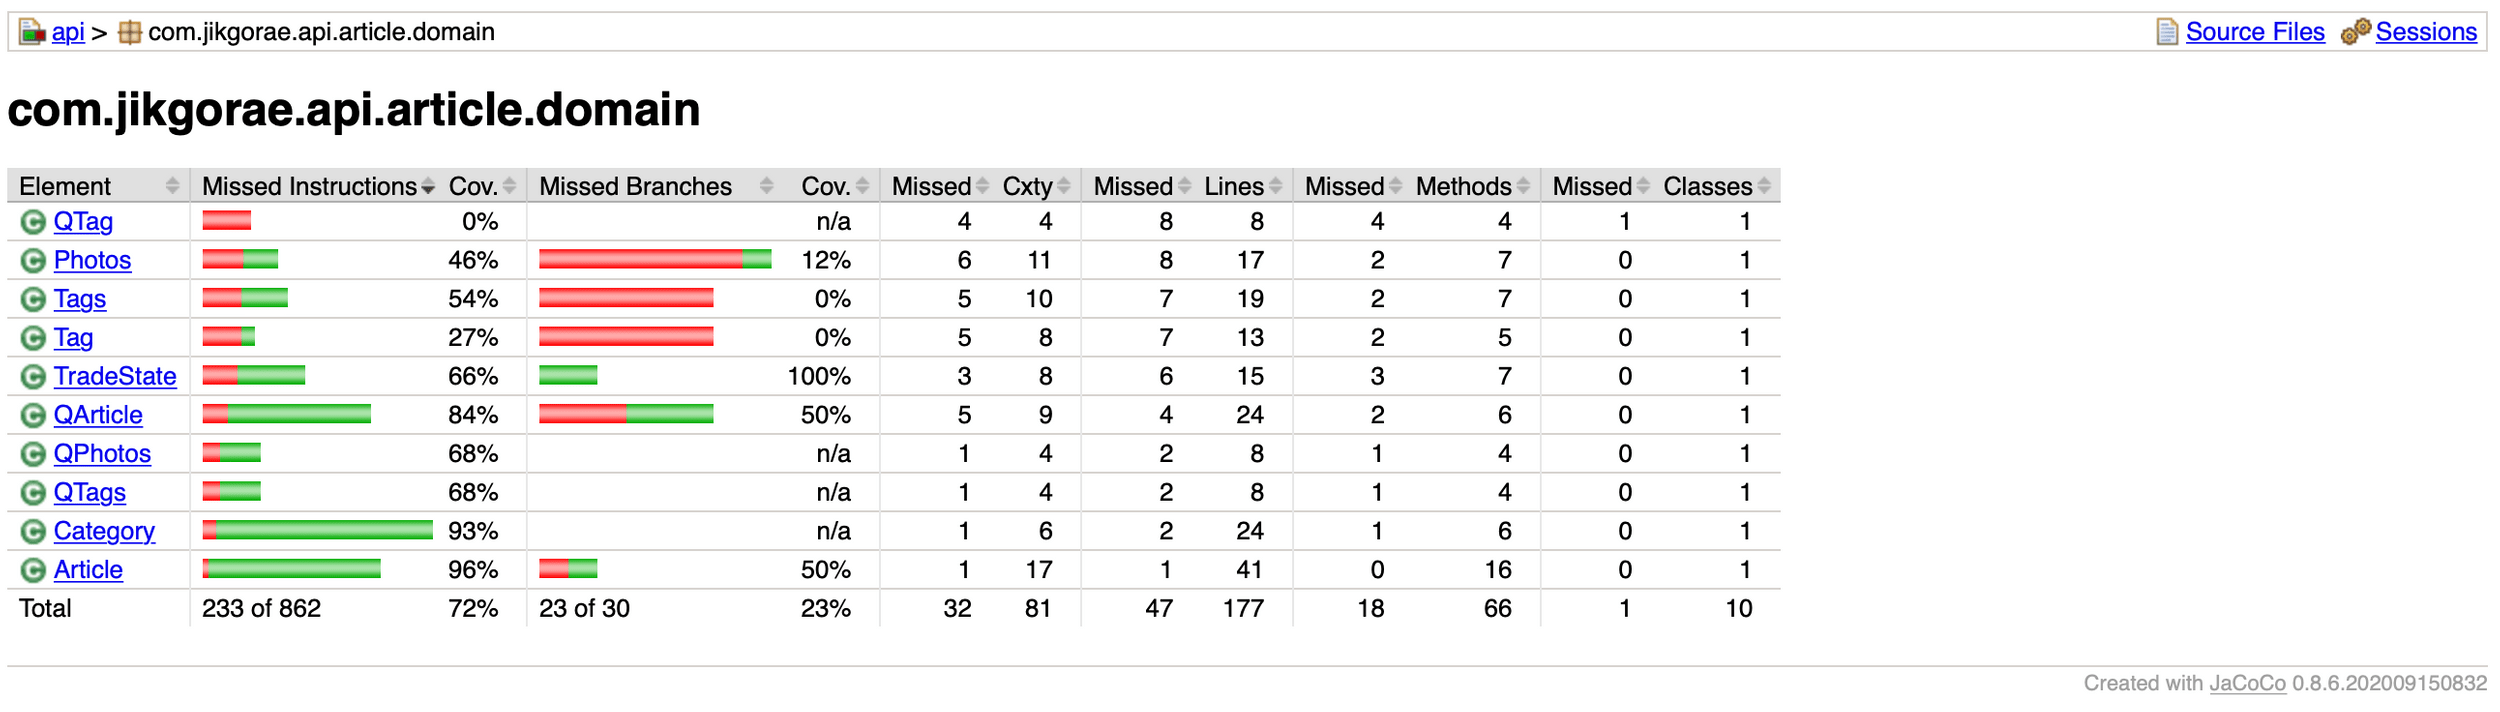 api > com.jikgorae.api.article.domain Source Files Sessions
com.jikgorae.api.article.domain
Element Missed Instructions Cov. Missed Branches Cov. Missed Cxty Missed Lines Missed Methods Missed Classes
QTag 0% n/a 4 4 8 8 4 4 1 1
Photos 46% 12% 6 11 8 17 2 7 0 1
Tags 54% 0% 5 10 7 19 2 7 0 1
Tag 27% 0% 5 8 7 13 2 5 0 1
TradeState 66% 100% 3 8 6 15 3 7 0 1
QArticle 84% 50% 5 9 4 24 2 6 0 1
QPhotos 68% n/a 1 4 2 8 1 4 0 1
QTags 68% n/a 1 4 2 8 1 4 0 1
Category 93% n/a 1 6 2 24 1 6 0 1
Article 96% 50% 1 17 1 41 0 16 0 1
Total 233 of 862 72% 23 of 30 23% 32 81 47 177 18 66 1 10
Created with JaCoCo 0.8.6.202009150832